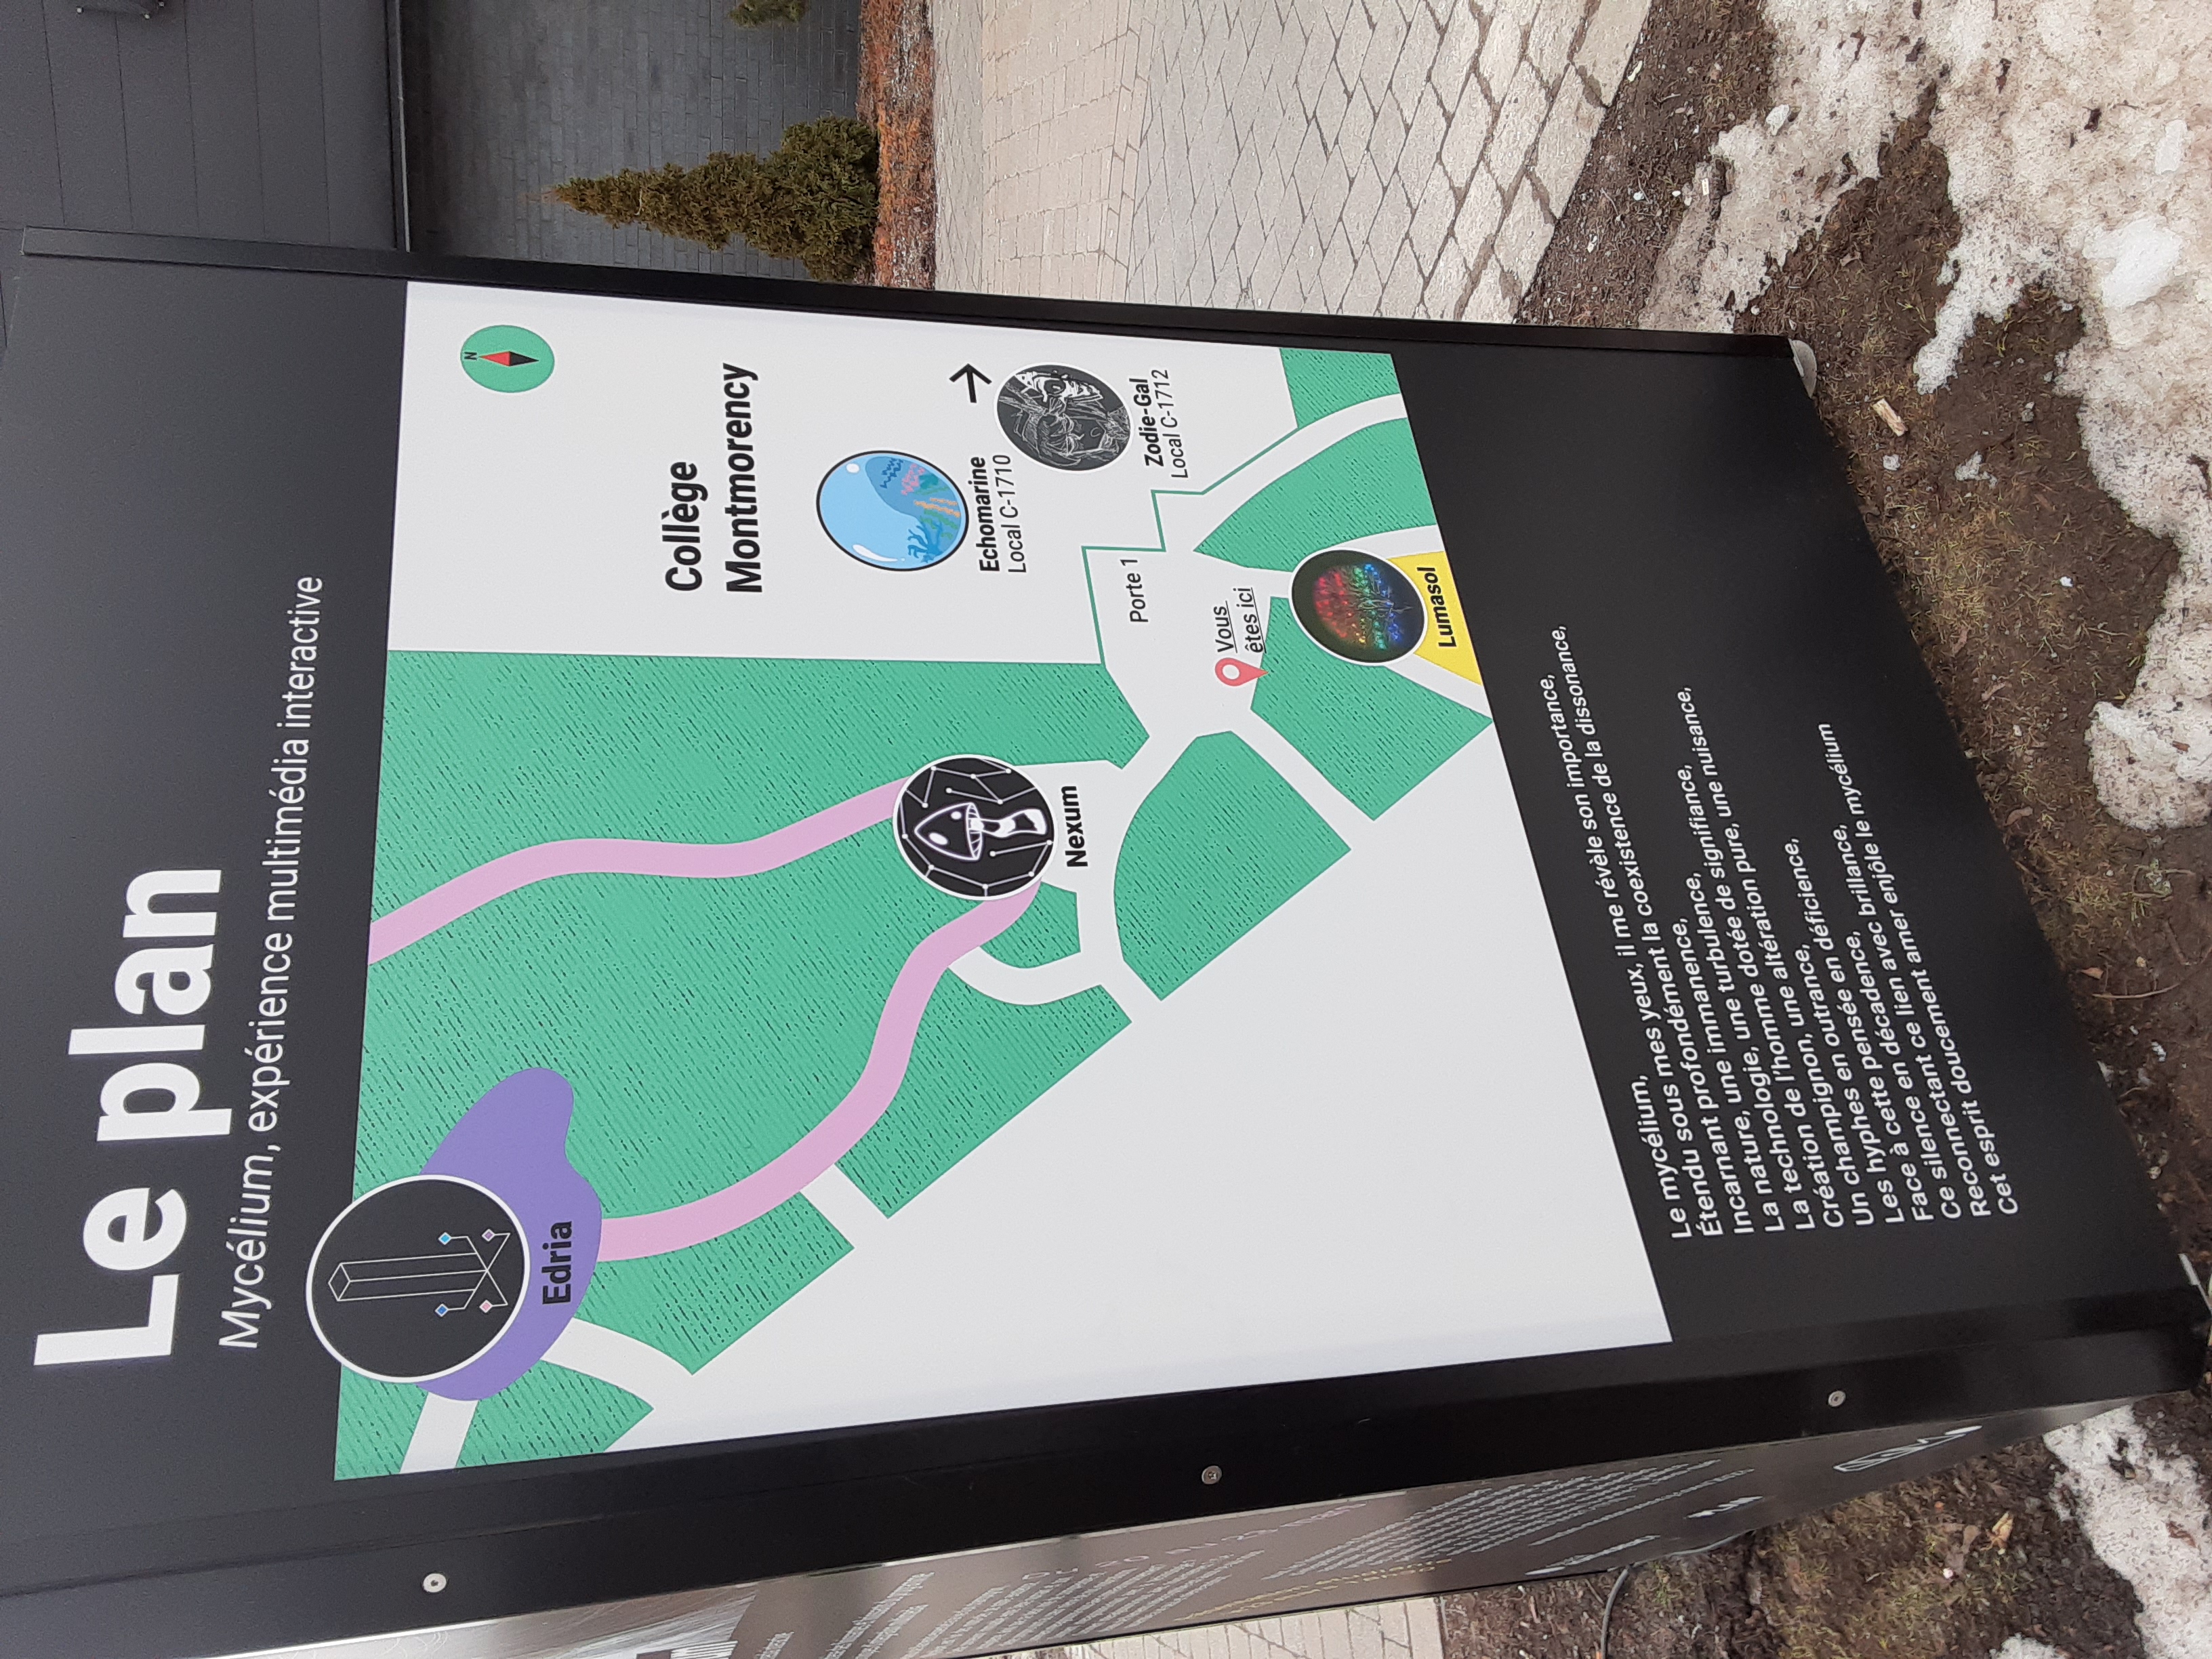 Le plan
Mycélium, expérience multimédia interactive
Edria
N
Collège
Montmorency
Echomarine
Local C-1710
Nexum
Porte 1
Zodie-Gal
Local C-1712
Vous
êtes ici
Lumasol
Le mycélium,
Étendu sous mes yeux, il me révèle son importance,
Incarnant profondément la coexistence de la dissonance,
La nature, une immanence,
La technologie, une turbulence,
Création de l'homme dotée de signifiance,
Un champignon, une altération pure, une nuisance,
Les hyphes en outrance,
Face à cette pensée en déficience,
Ce silence en décadence,
Reconnectant ce lien avec brillance,
Cet esprit doucement amer enjôle le mycélium